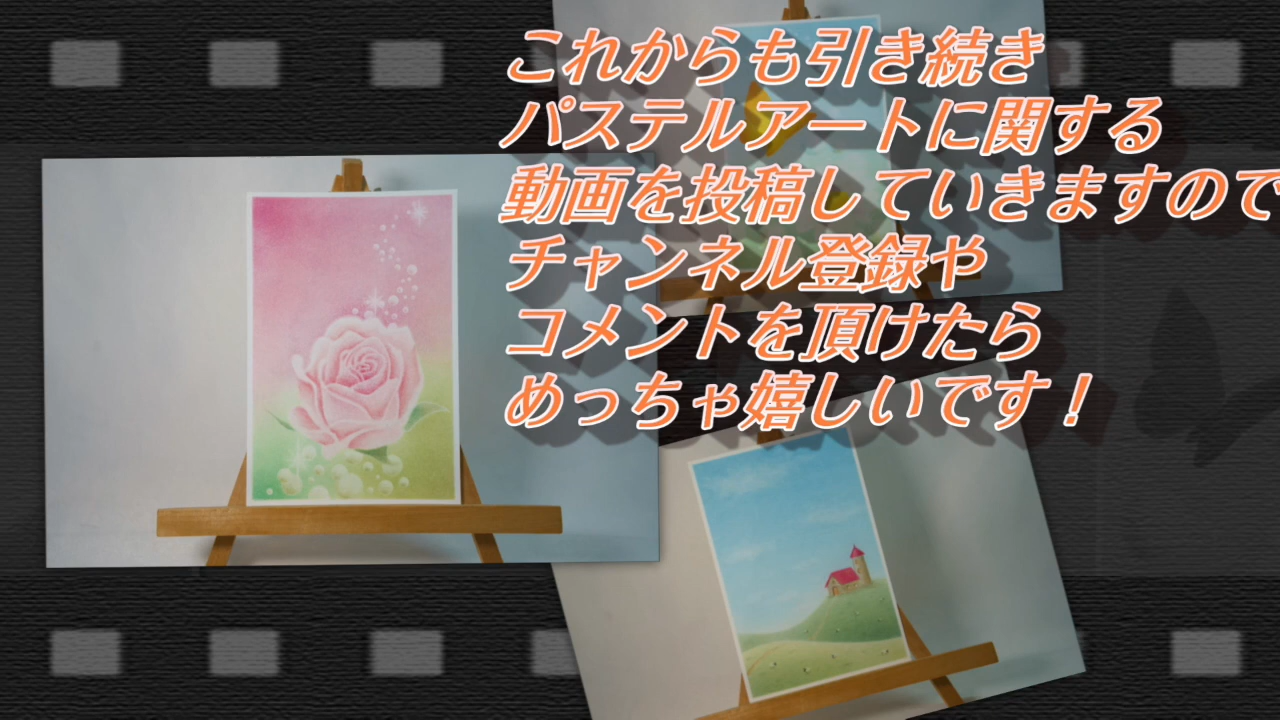 これからも引き続き
パステルアートに関する
動画を投稿していきますので
チャンネル登録や
コメントを頂けたら
めっちゃ嬉しいです！